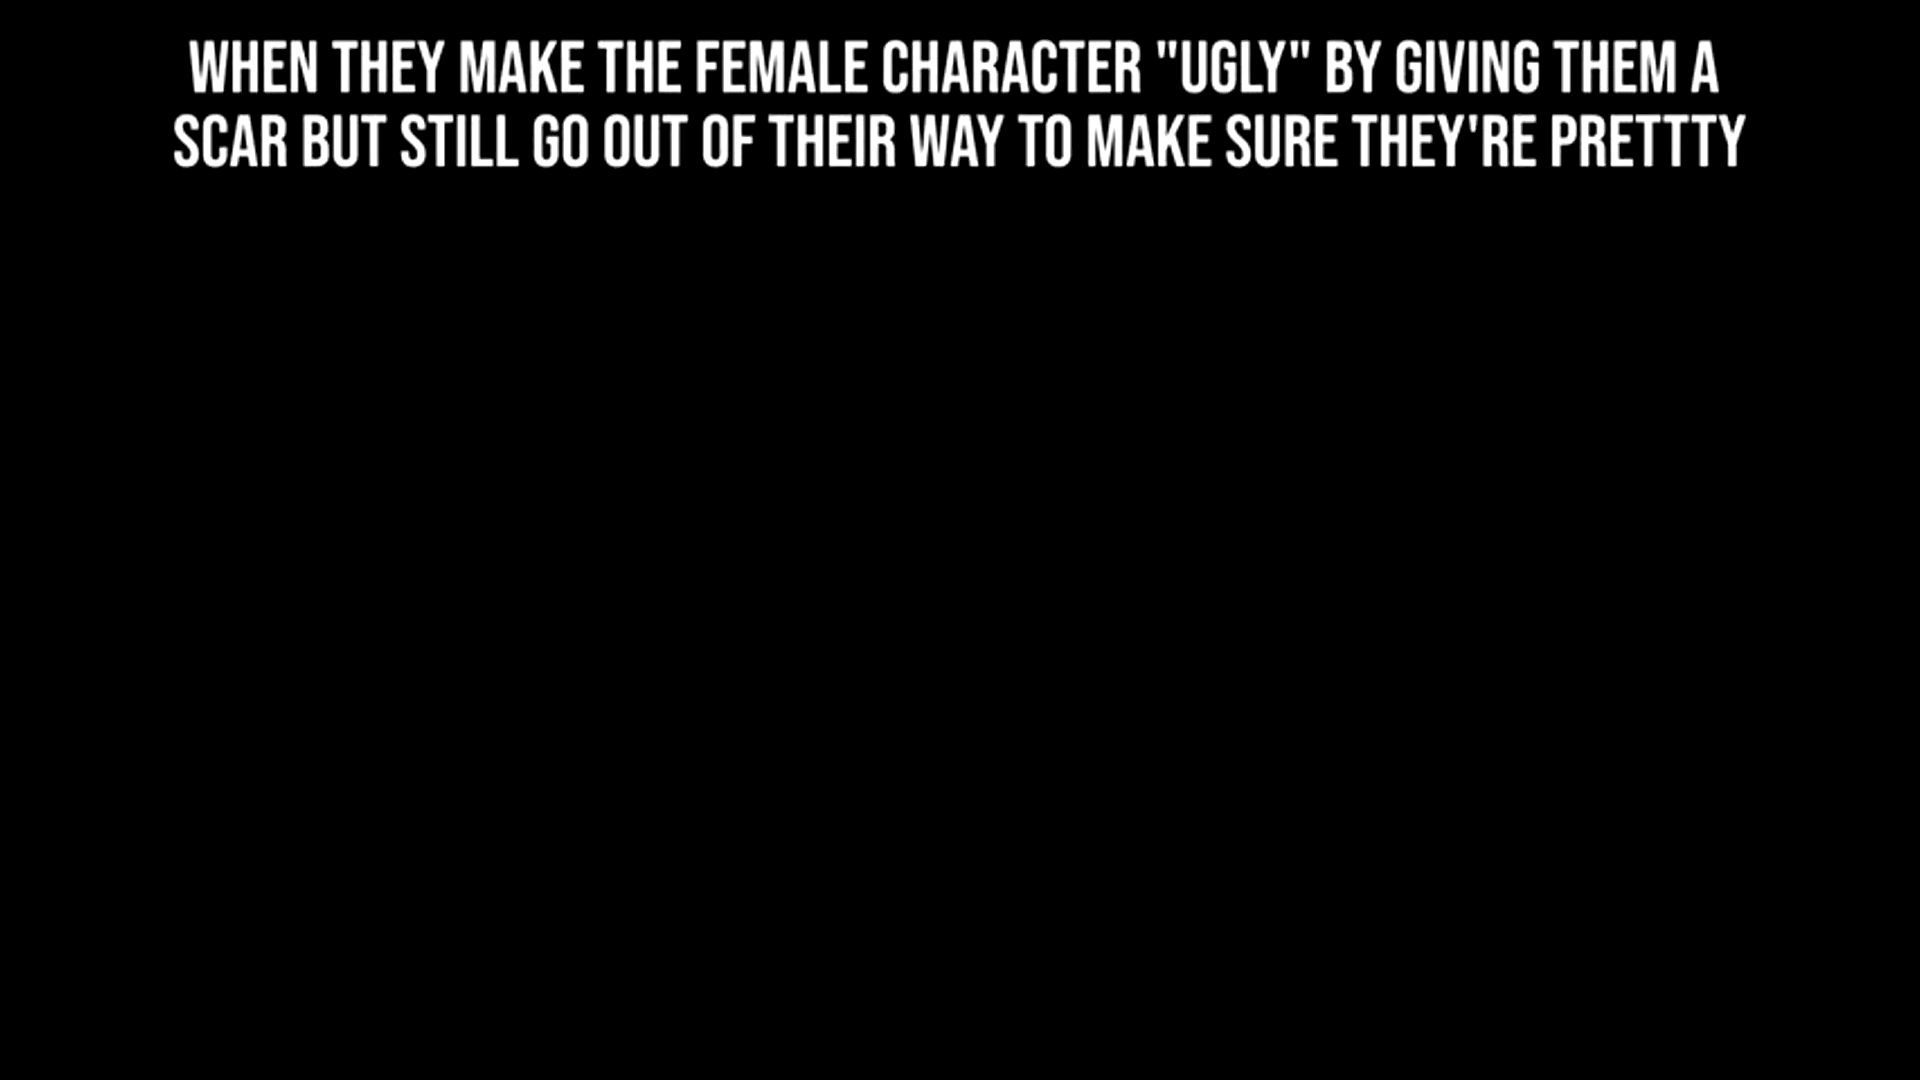 WHEN THEY MAKE THE FEMALE CHARACTER "UGLY" BY GIVING THEM A
SCAR BUT STILL GO OUT OF THEIR WAY TO MAKE SURE THEY'RE PRETTTY